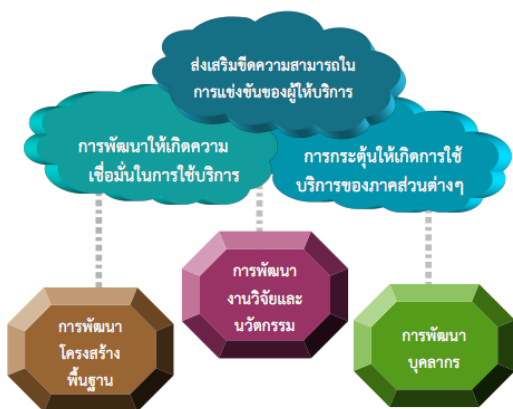 ส่งเสริมขีดความสามารถใน
การแข่งขันของผู้ให้บริการ
การพัฒนาให้เกิดความ
เชื่อมั่นในการใช้บริการ
การกระตุ้นให้เกิดการใช้
บริการของภาคส่วนต่างๆ
การพัฒนา
โครงสร้าง
พื้นฐาน
การพัฒนา
งานวิจัยและ
นวัตกรรม
การพัฒนา
บุคลากร